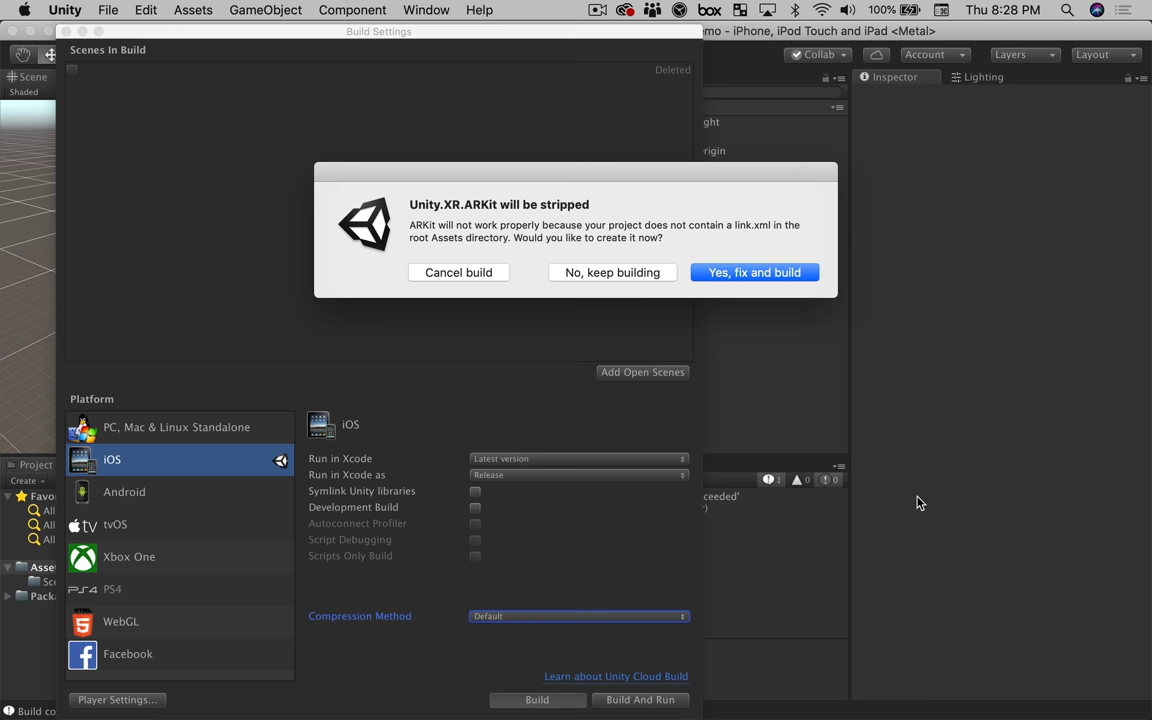 Unity File Edit Assets GameObject Component Window Help
box 100% Thu 8:28 PM
Build Settings
emo - iPhone, iPod Touch and iPad <Metal>
Collab Account Layers Layout
Scene
Shaded
Inspector Lighting
Scenes In Build
Deleted
ght
rigin
Unity.XR.ARKit will be stripped
ARKit will not work properly because your project does not contain a link.xml in the
root Assets directory. Would you like to create it now?
Cancel build No, keep building Yes, fix and build
Add Open Scenes
Platform
PC, Mac & Linux Standalone
iOS
Android
tvOS
tv
Xbox One
PS4
WebGL
5
Facebook
iOS
Run in Xcode Latest version
Run in Xcode as Release
Symlink Unity libraries
Development Build
Autoconnect Profiler
Script Debugging
Scripts Only Build
Compression Method Default
Learn about Unity Cloud Build
Player Settings... Build Build And Run
Project
Create
Favo
All
All
All
Asse
Sc
Pack
1 0 0
ceeded'
r)
Build co